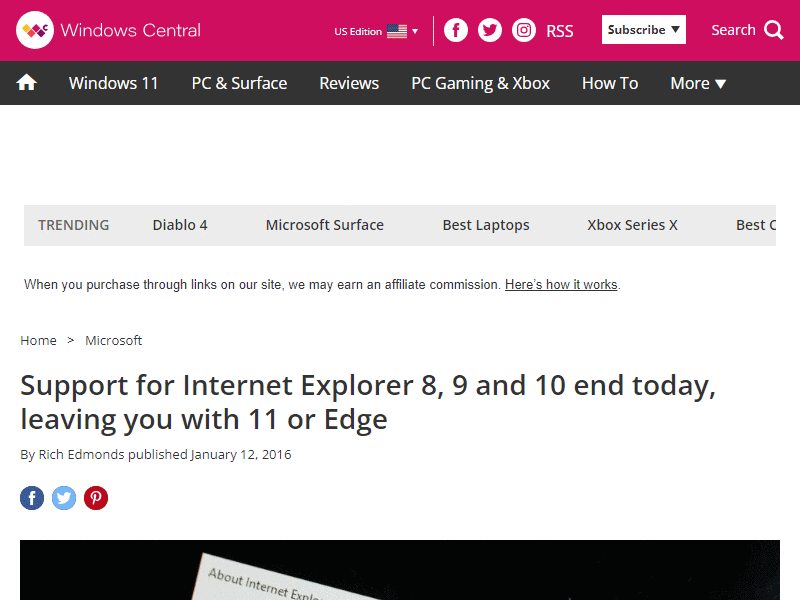 Windows Central
US Edition
RSS
Subscribe
Search
Windows 11 PC & Surface Reviews PC Gaming & Xbox How To More
TRENDING Diablo 4 Microsoft Surface Best Laptops Xbox Series X Best
When you purchase through links on our site, we may earn an affiliate commission. Here’s how it works.
Home > Microsoft
Support for Internet Explorer 8, 9 and 10 end today,
leaving you with 11 or Edge
By Rich Edmonds published January 12, 2016
About Internet